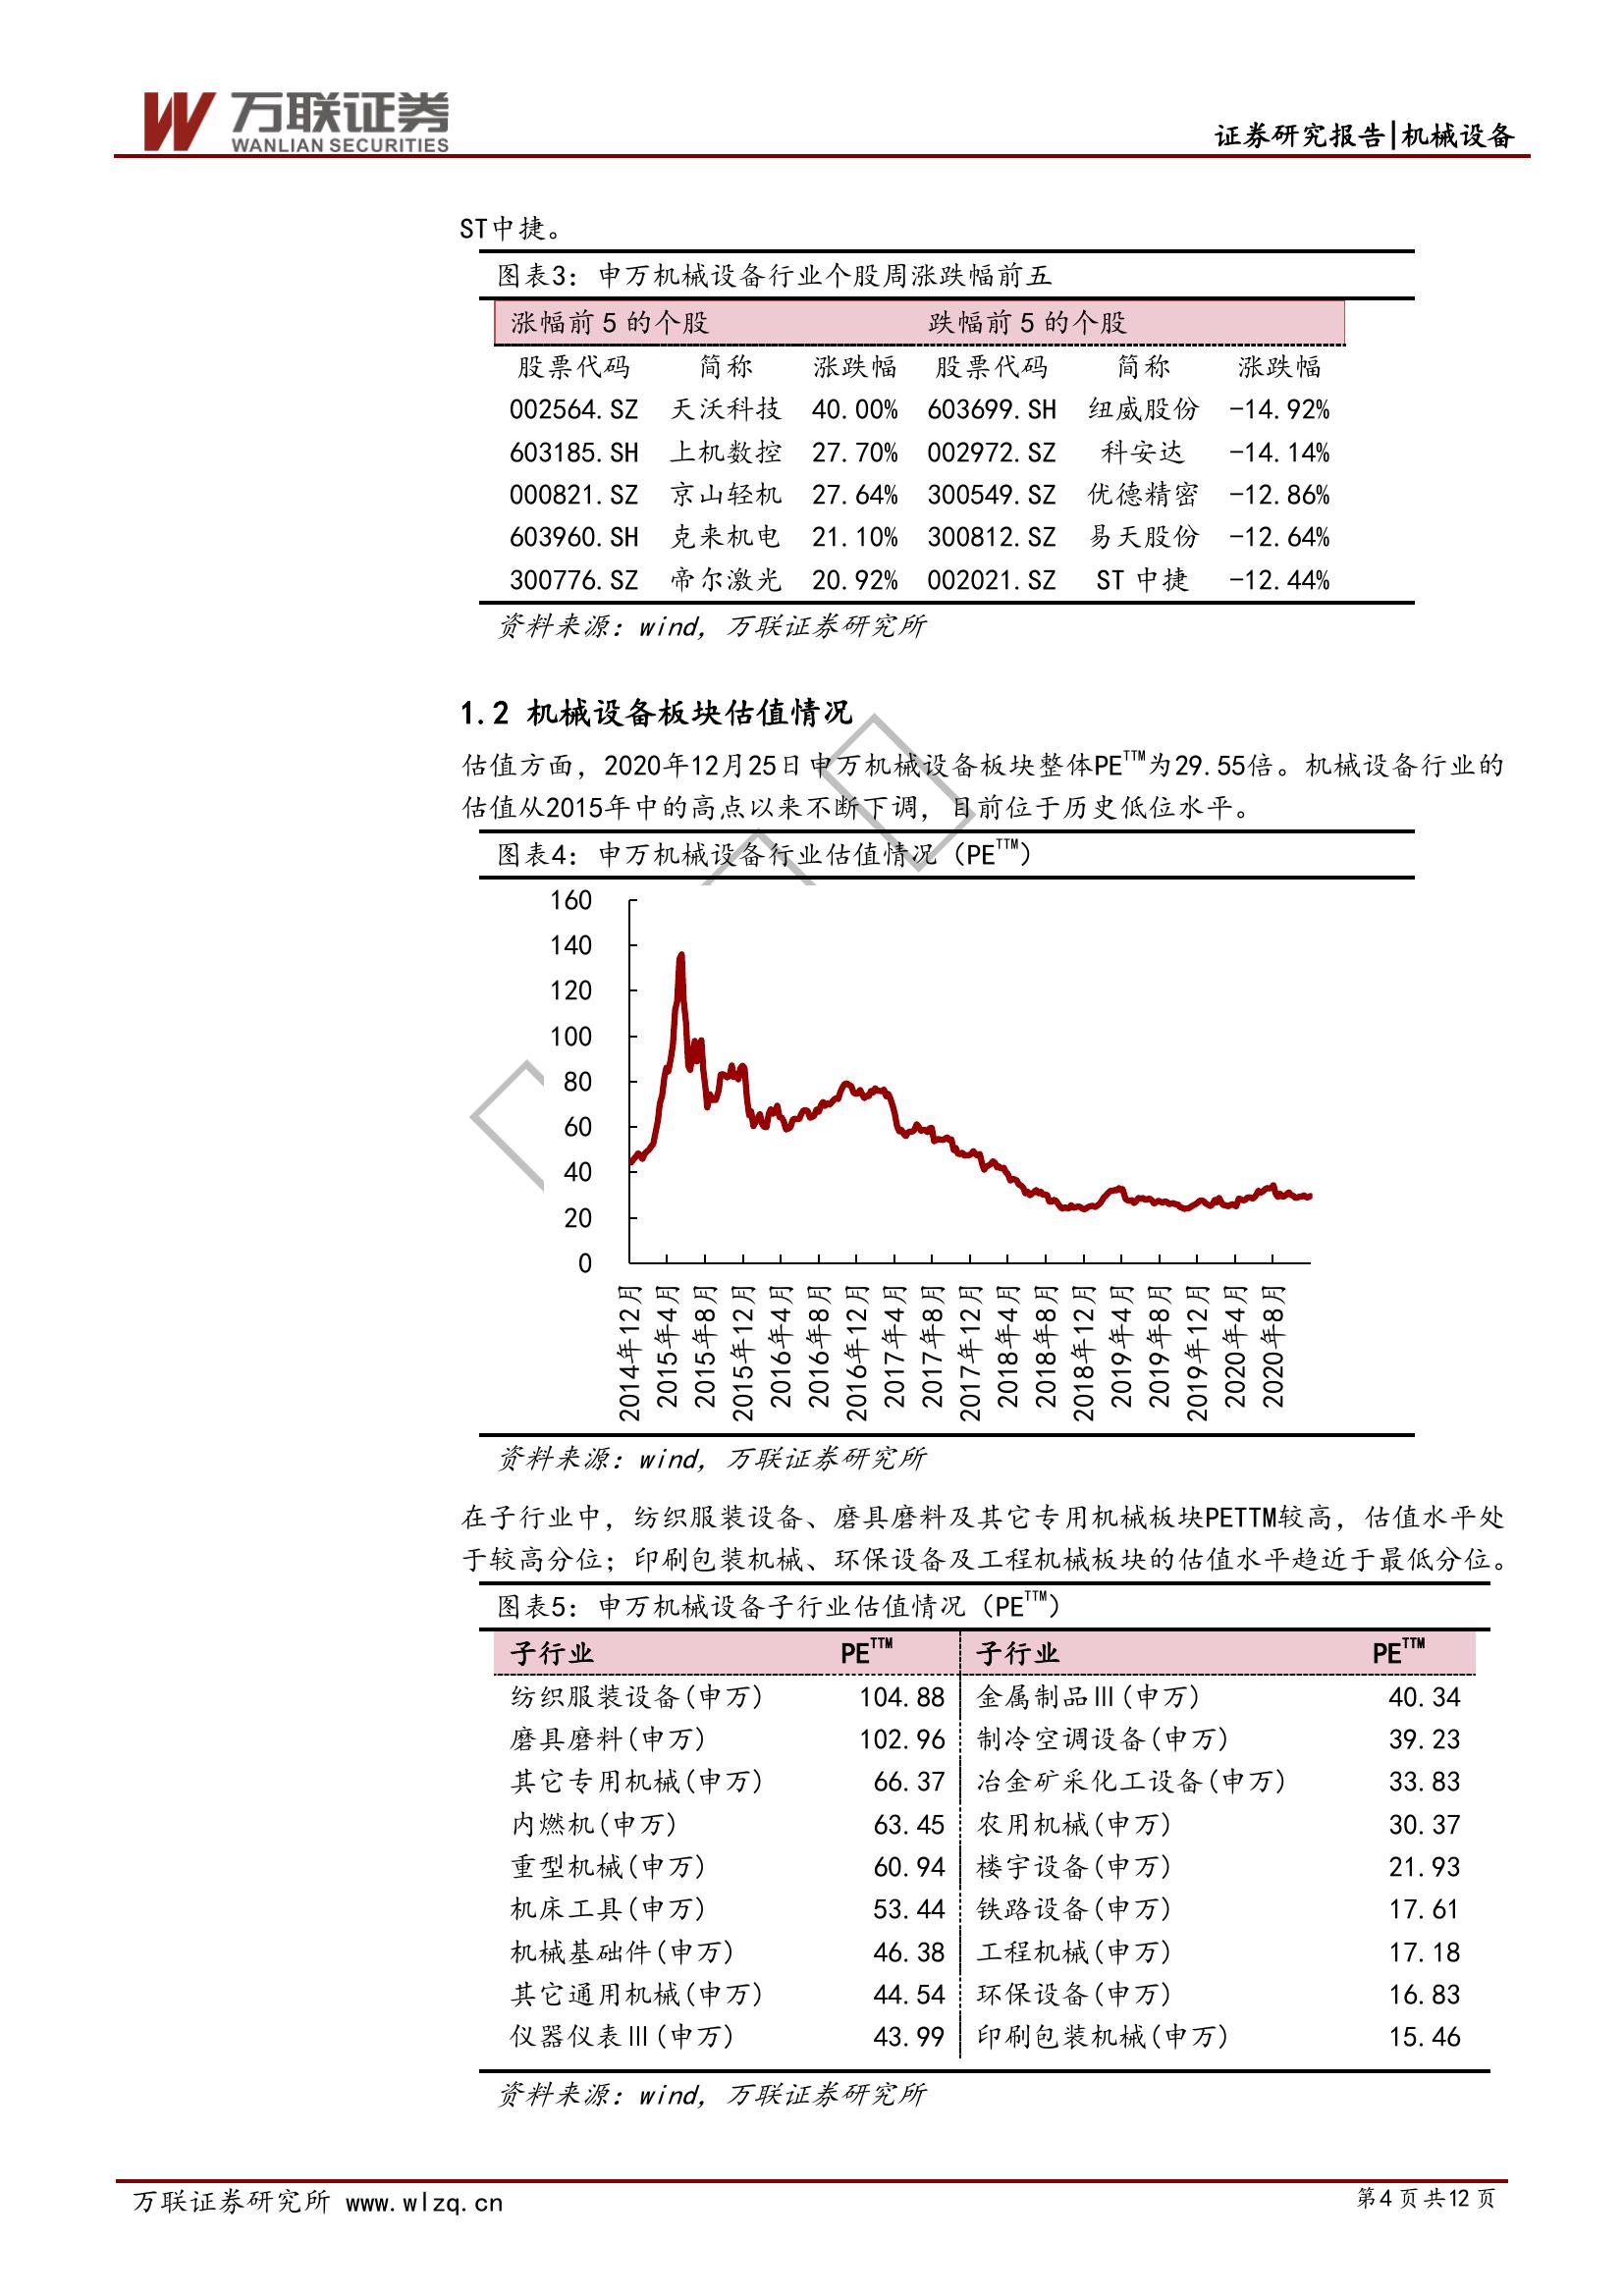 万联证券
WANLIAN SECURITIES
证券研究报告|机械设备
ST中捷。
图表3：申万机械设备行业个股周涨跌幅前五
涨幅前 5 的个股 跌幅前 5 的个股
股票代码 简称 涨跌幅 股票代码 简称 涨跌幅
002564.SZ 天沃科技 40.00% 603699.SH 纽威股份 -14.92%
603185.SH 上机数控 27.70% 002972.SZ 科安达 -14.14%
000821.SZ 京山轻机 27.64% 300549.SZ 优德精密 -12.86%
603960.SH 克来机电 21.10% 300812.SZ 易天股份 -12.64%
300776.SZ 帝尔激光 20.92% 002021.SZ ST 中捷 -12.44%
资料来源：wind，万联证券研究所
1.2 机械设备板块估值情况
估值方面，2020年12月25日申万机械设备板块整体PE^TTM为29.55倍。机械设备行业的
估值从2015年中的高点以来不断下调，目前位于历史低位水平。
图表4：申万机械设备行业估值情况（PE^TTM）
160
140
120
100
80
60
40
20
0
2014年12月
2015年4月
2015年8月
2015年12月
2016年4月
2016年8月
2016年12月
2017年4月
2017年8月
2017年12月
2018年4月
2018年8月
2018年12月
2019年4月
2019年8月
2019年12月
2020年4月
2020年8月
资料来源：wind，万联证券研究所
在子行业中，纺织服装设备、磨具磨料及其它专用机械板块PETTM较高，估值水平处
于较高分位；印刷包装机械、环保设备及工程机械板块的估值水平趋近于最低分位。
图表5：申万机械设备子行业估值情况（PE^TTM）
子行业 PE^TTM 子行业 PE^TTM
纺织服装设备(申万) 104.88 金属制品Ⅲ(申万) 40.34
磨具磨料(申万) 102.96 制冷空调设备(申万) 39.23
其它专用机械(申万) 66.37 冶金矿采化工设备(申万) 33.83
内燃机(申万) 63.45 农用机械(申万) 30.37
重型机械(申万) 60.94 楼宇设备(申万) 21.93
机床工具(申万) 53.44 铁路设备(申万) 17.61
机械基础件(申万) 46.38 工程机械(申万) 17.18
其它通用机械(申万) 44.54 环保设备(申万) 16.83
仪器仪表Ⅲ(申万) 43.99 印刷包装机械(申万) 15.46
资料来源：wind，万联证券研究所
万联证券研究所 www.wlzq.cn
第4页共12页